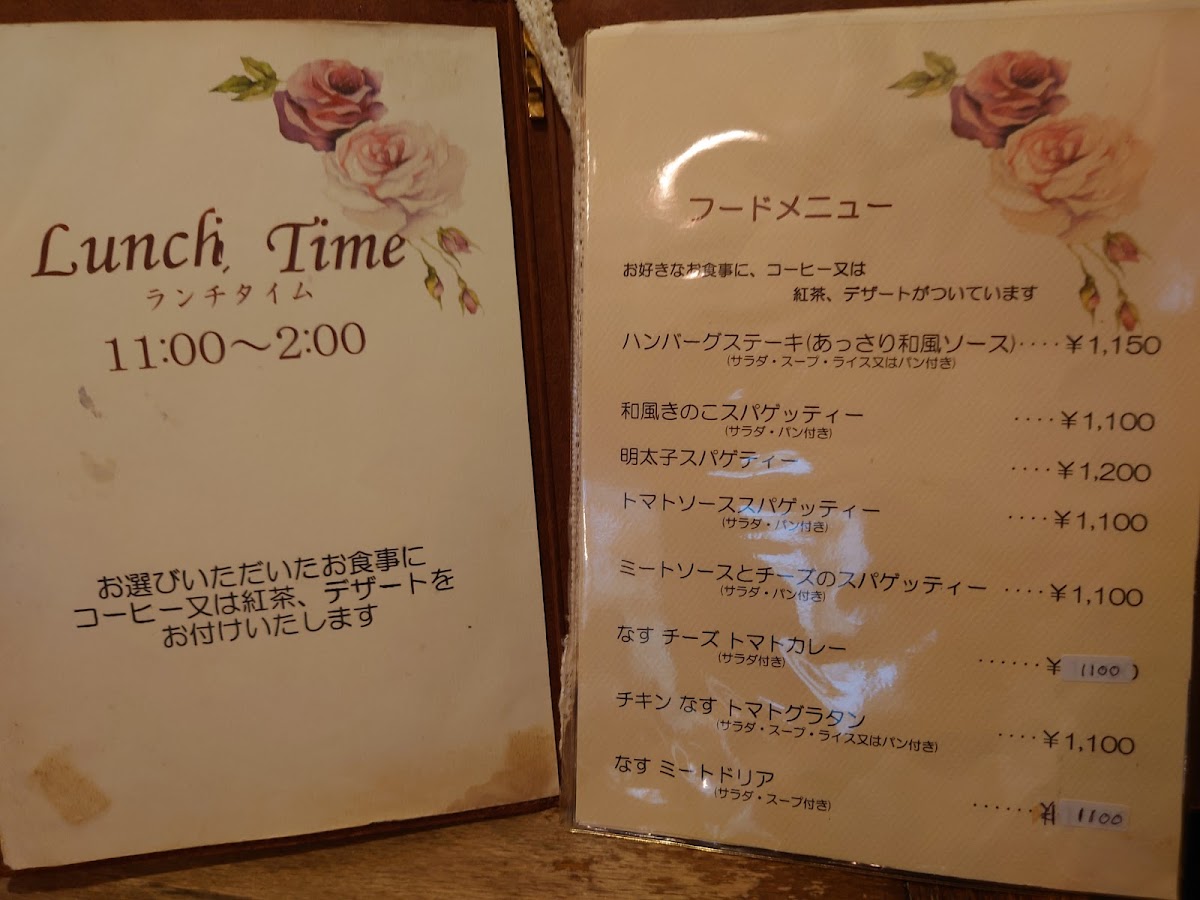 Lunch Time
ランチタイム
11:00～2:00
お選びいただいたお食事に
コーヒー又は紅茶、デザートを
お付けいたします
フードメニュー
お好きなお食事に、コーヒー又は
紅茶、デザートがついています
ハンバーグステーキ(あっさり和風ソース)････¥1,150
(サラダ・スープ・ライス又はパン付き)
和風きのこスパゲッティー ････¥1,100
(サラダ・パン付き)
明太子スパゲティー ････¥1,200
トマトソーススパゲッティー ････¥1,100
(サラダ・パン付き)
ミートソースとチーズのスパゲッティー ････¥1,100
(サラダ・パン付き)
なす チーズ トマトカレー ･･････¥ 1100
(サラダ付き)
チキン なす トマトグラタン ････¥1,100
(サラダ・スープ・ライス又はパン付き)
なす ミートドリア ･･････¥ 1100
(サラダ・スープ付き)